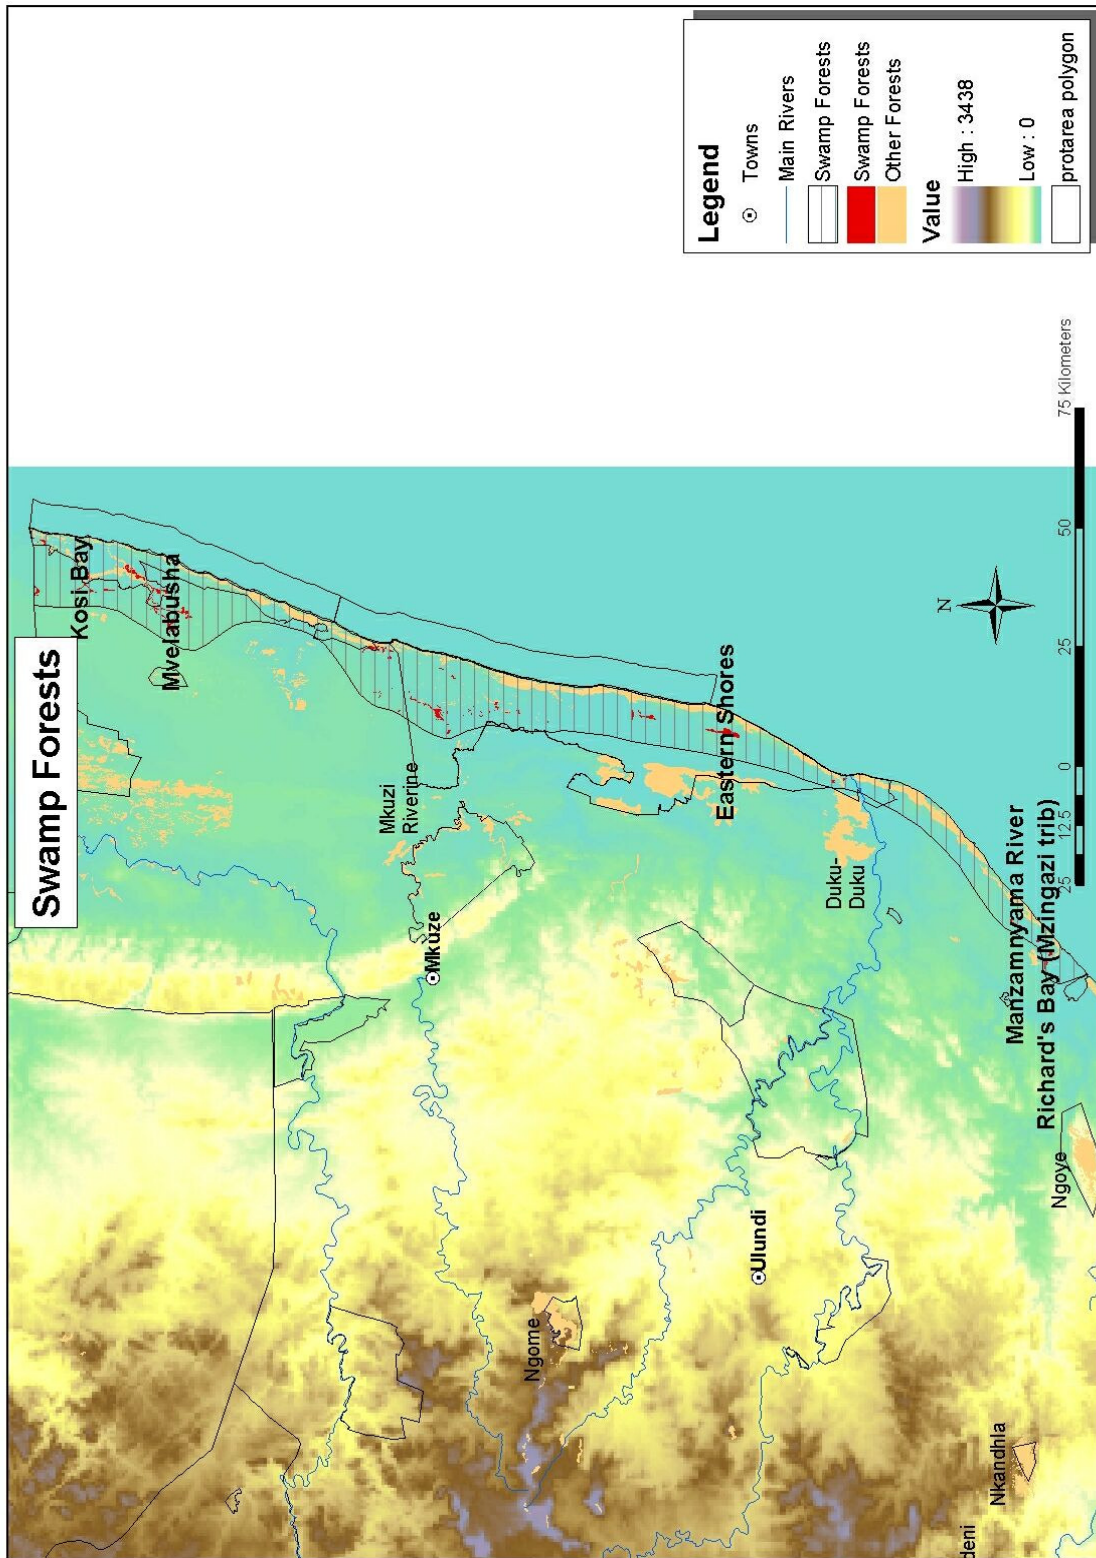 Swamp Forests
Kosi Bay
Mvelabusha
Mkuzi
Riverine
Mkuze
Eastern Shores
Duku-
Duku
Manzamnyama River
Richard's Bay (Mzingazi trib)
Ngoye
Ulundi
Ngome
Nkandhla
deni
N
25 12.5 0 25 50 75 Kilometers
Legend
Towns
Main Rivers
Swamp Forests
Swamp Forests
Other Forests
Value
High : 3438
Low : 0
protarea polygon